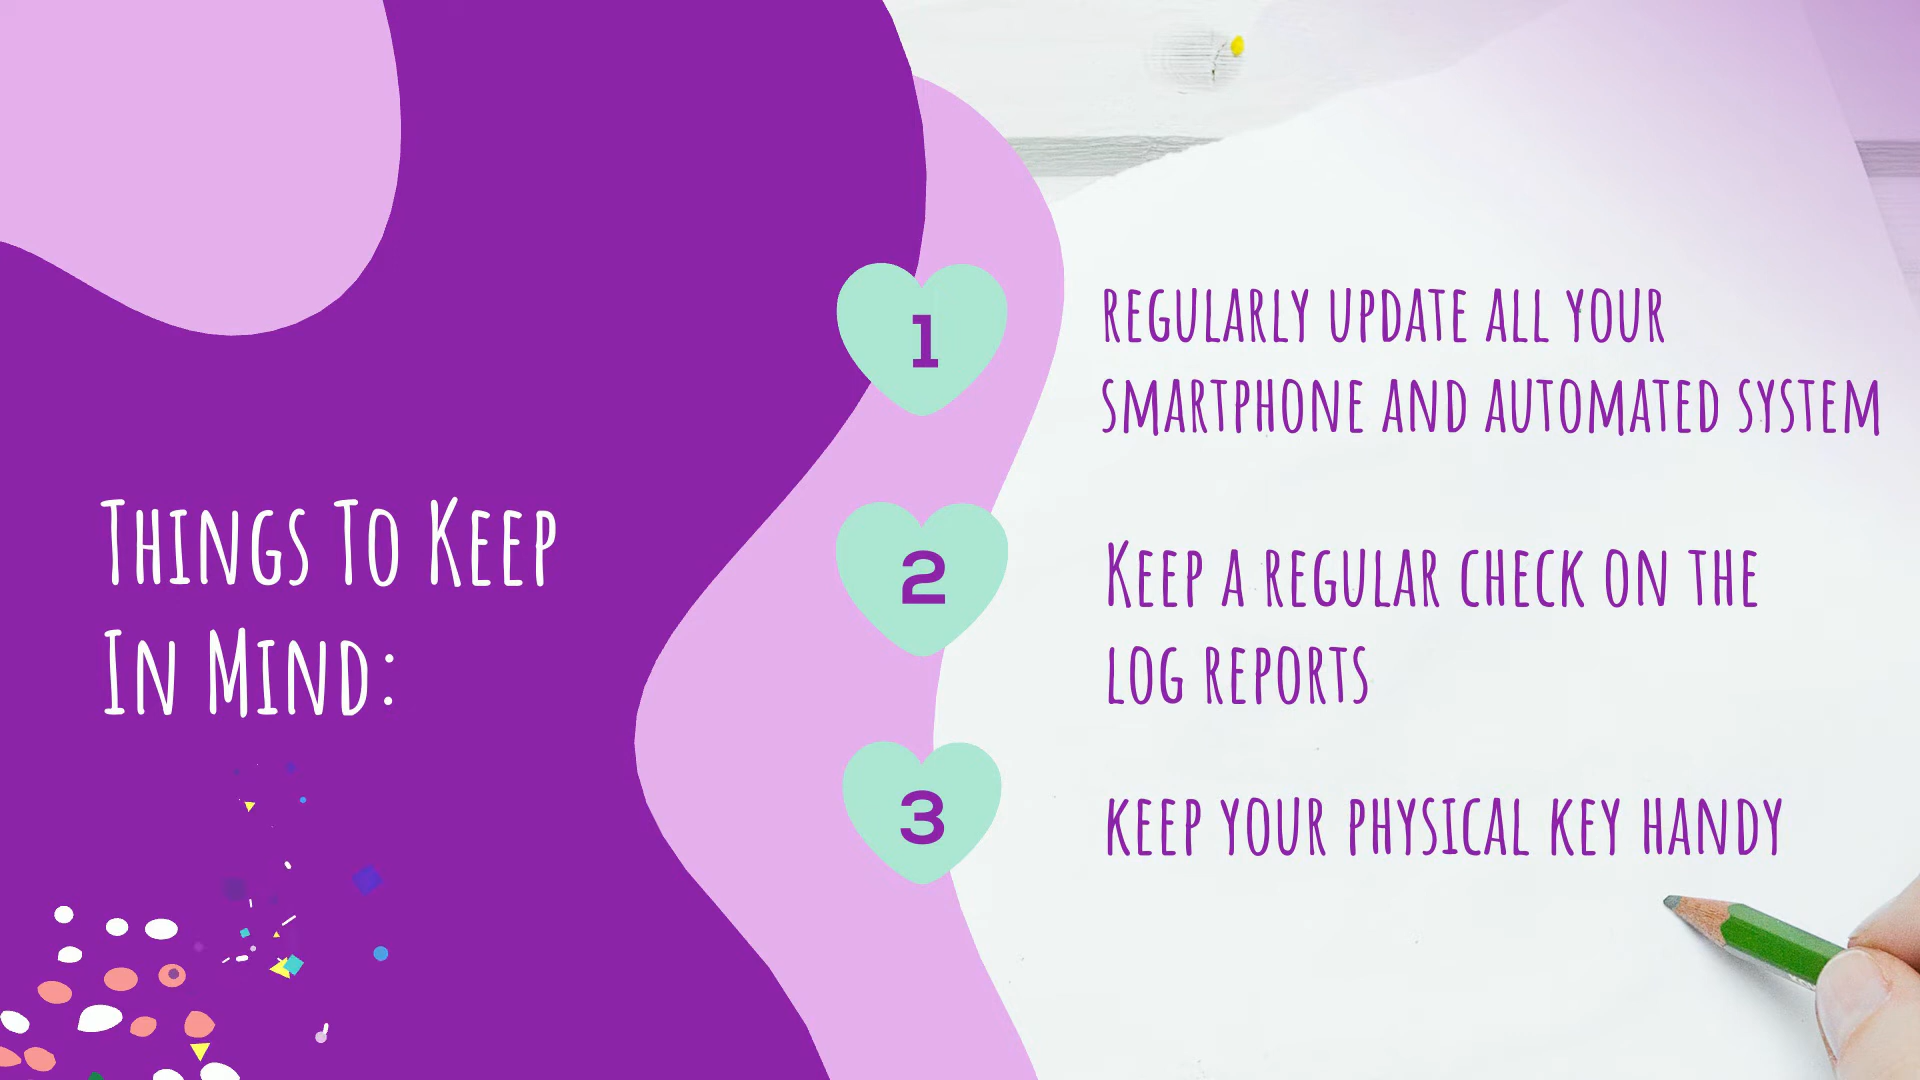 Things To Keep
In Mind:
1
regularly update all your
smartphone and automated system
2
Keep a regular check on the
log reports
3
keep your physical key handy